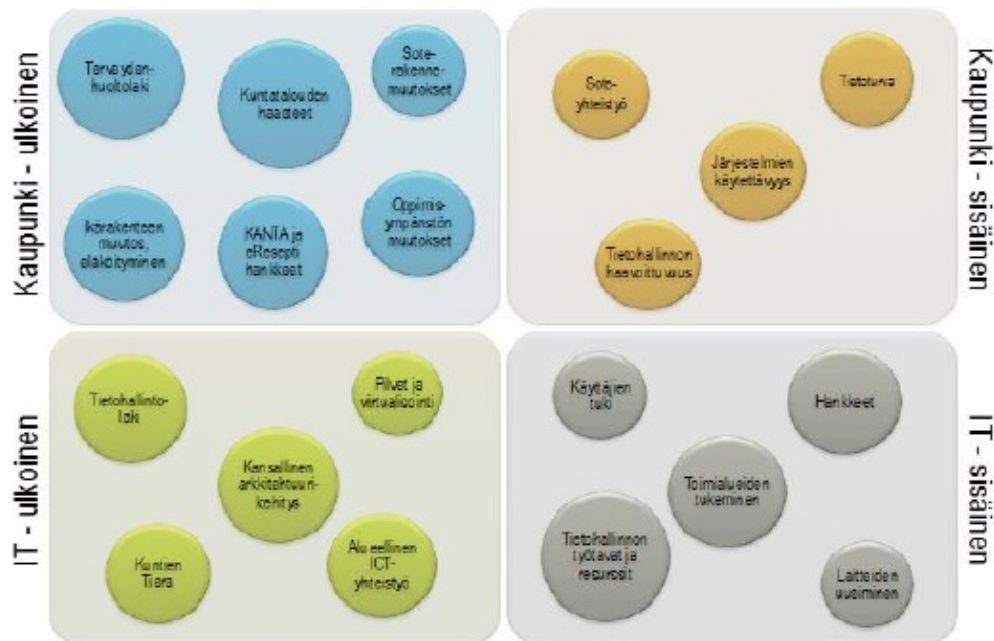 Kaupunki - ulkoinen
Terveyden-
huoltolaki
Kuntatalouden
haasteet
Sote-
rakenne-
muutokset
Ikärakenteen
muutos,
eläköityminen
KANTA ja
eResepti
hankkeet
Oppimis-
ympäristön
muutokset
Kaupunki - sisäinen
Sote-
yhteistyö
Tietoturva
Järjestelmien
käytettävyys
Tietohallinnon
haavoittuvuus
IT - ulkoinen
Tietohallinto-
laki
Pilvet ja
virtualisointi
Kansallinen
arkkitehtuuri-
kehitys
Kuntien
Tiera
Alueellinen
ICT-
yhteistyö
IT - sisäinen
Käyttäjien
tuki
Hankkeet
Toimialueiden
tukeminen
Tietohallinnon
työtavat ja
resurssit
Laitteiden
uusiminen